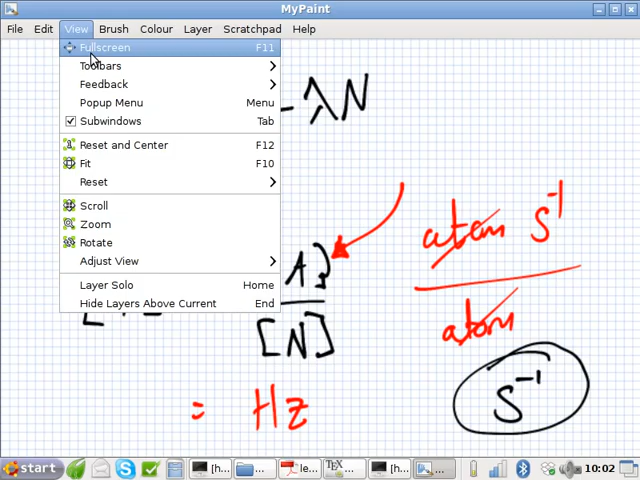 MyPaint
File Edit View Brush Colour Layer Scratchpad Help
Fullscreen F11
Toolbars
Feedback
Popup Menu Menu
Subwindows Tab
Reset and Center F12
Fit F10
Reset
Scroll
Zoom
Rotate
Adjust View
Layer Solo Home
Hide Layers Above Current End
- λN
A]
[N]
= Hz
atom s⁻¹
atom
s⁻¹
start [h... ... le... TEX ... [h... ... 10:02